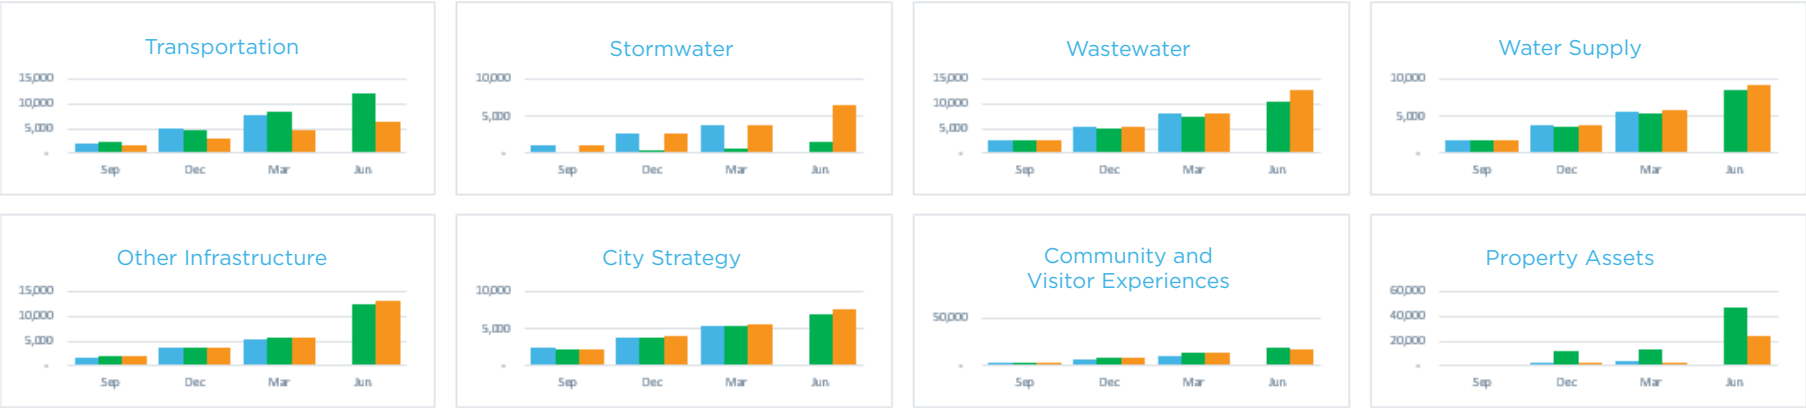 Transportation
15,000
10,000
5,000
-
Sep Dec Mar Jun
Stormwater
10,000
5,000
-
Sep Dec Mar Jun
Wastewater
15,000
10,000
5,000
-
Sep Dec Mar Jun
Water Supply
10,000
5,000
-
Sep Dec Mar Jun
Other Infrastructure
15,000
10,000
5,000
-
Sep Dec Mar Jun
City Strategy
10,000
5,000
-
Sep Dec Mar Jun
Community and
Visitor Experiences
50,000
-
Sep Dec Mar Jun
Property Assets
60,000
40,000
20,000
-
Sep Dec Mar Jun